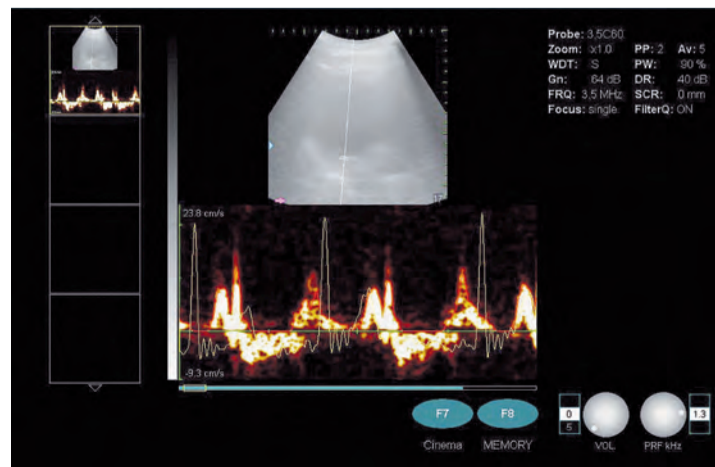 Probe: 3,5C60
Zoom: x1.0 PP: 2 Av: 5
WDT: S PW: 90 %
Gn: 64 dB DR: 40 dB
FRQ: 3,5 MHz SCR: 0 mm
Focus: single FilterQ: ON
23.8 cm/s
-9.3 cm/s
F7 F8
Cinema MEMORY
0
5
VOL
PRF kHz
1.3